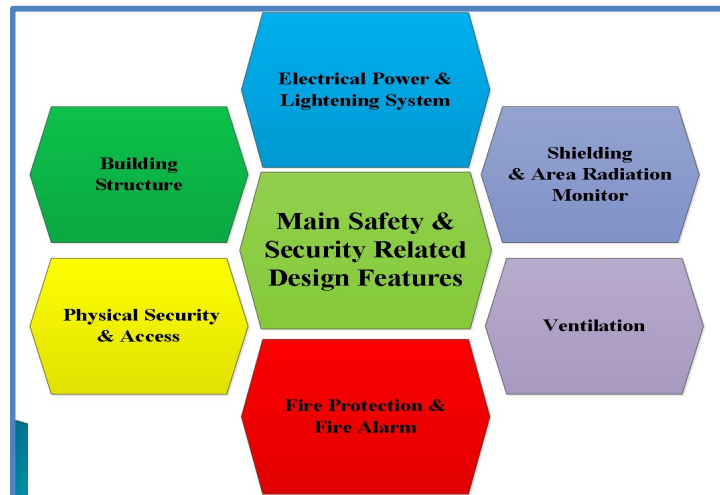 Electrical Power &
Lightening System
Building
Structure
Shielding
& Area Radiation
Monitor
Main Safety &
Security Related
Design Features
Physical Security
& Access
Ventilation
Fire Protection &
Fire Alarm